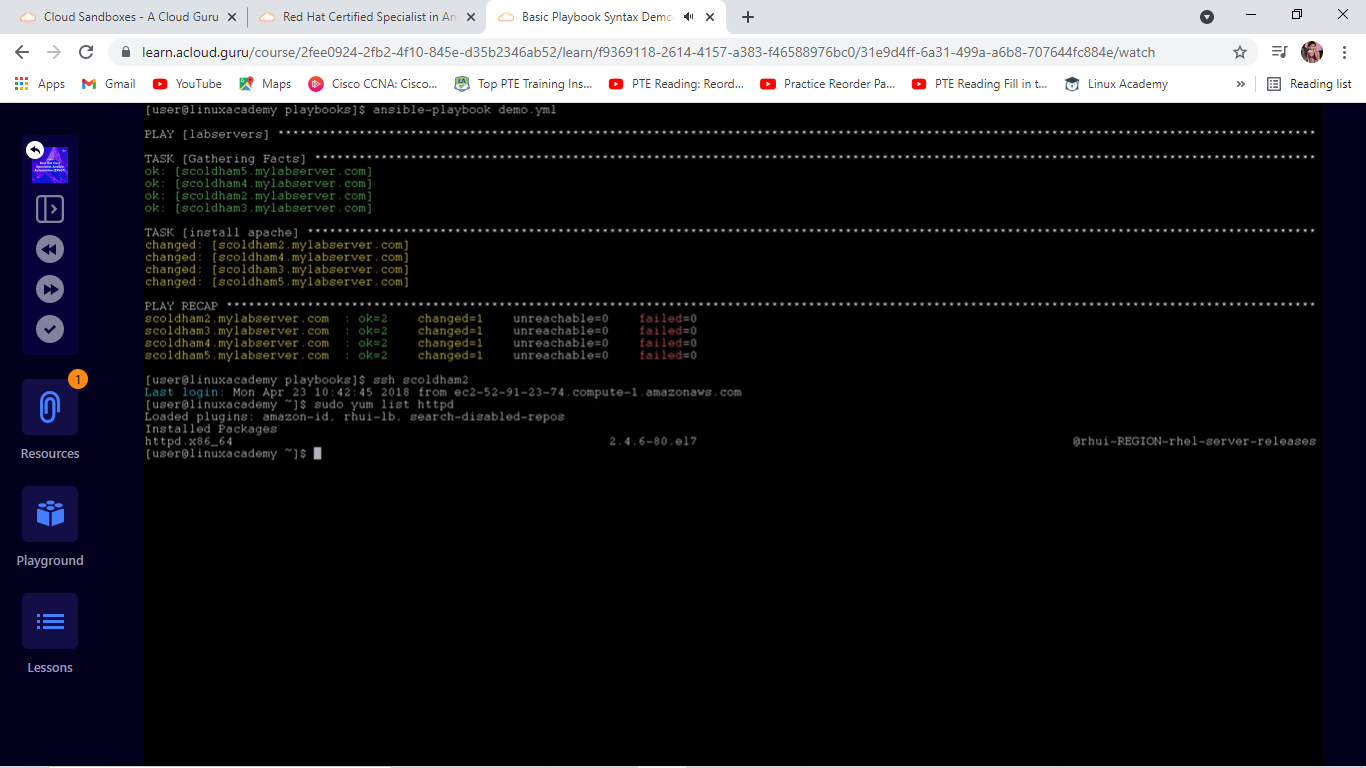 Cloud Sandboxes - A Cloud Guru
Red Hat Certified Specialist in An
Basic Playbook Syntax Demo
learn.acloud.guru/course/2fee0924-2fb2-4f10-845e-d35b2346ab52/learn/f9369118-2614-4157-a383-f46588976bc0/31e9d4ff-6a31-499a-a6b8-707644fc884e/watch
Apps Gmail YouTube Maps Cisco CCNA: Cisco... Top PTE Training Ins... PTE Reading: Reord... Practice Reorder Pa... PTE Reading Fill in t... Linux Academy » Reading list
[user@linuxacademy playbooks]$ ansible-playbook demo.yml
PLAY [labservers] ********************************************************************************************************************************************
TASK [Gathering Facts] ***************************************************************************************************************************************
ok: [scoldham5.mylabserver.com]
ok: [scoldham4.mylabserver.com]
ok: [scoldham2.mylabserver.com]
ok: [scoldham3.mylabserver.com]
TASK [install apache] ****************************************************************************************************************************************
changed: [scoldham2.mylabserver.com]
changed: [scoldham4.mylabserver.com]
changed: [scoldham3.mylabserver.com]
changed: [scoldham5.mylabserver.com]
PLAY RECAP ***************************************************************************************************************************************************
scoldham2.mylabserver.com : ok=2 changed=1 unreachable=0 failed=0
scoldham3.mylabserver.com : ok=2 changed=1 unreachable=0 failed=0
scoldham4.mylabserver.com : ok=2 changed=1 unreachable=0 failed=0
scoldham5.mylabserver.com : ok=2 changed=1 unreachable=0 failed=0
[user@linuxacademy playbooks]$ ssh scoldham2
Last login: Mon Apr 23 10:42:45 2018 from ec2-52-91-23-74.compute-1.amazonaws.com
[user@linuxacademy ~]$ sudo yum list httpd
Loaded plugins: amazon-id, rhui-lb, search-disabled-repos
Installed Packages
httpd.x86_64 2.4.6-80.el7 @rhui-REGION-rhel-server-releases
[user@linuxacademy ~]$
1
Resources
Playground
Lessons